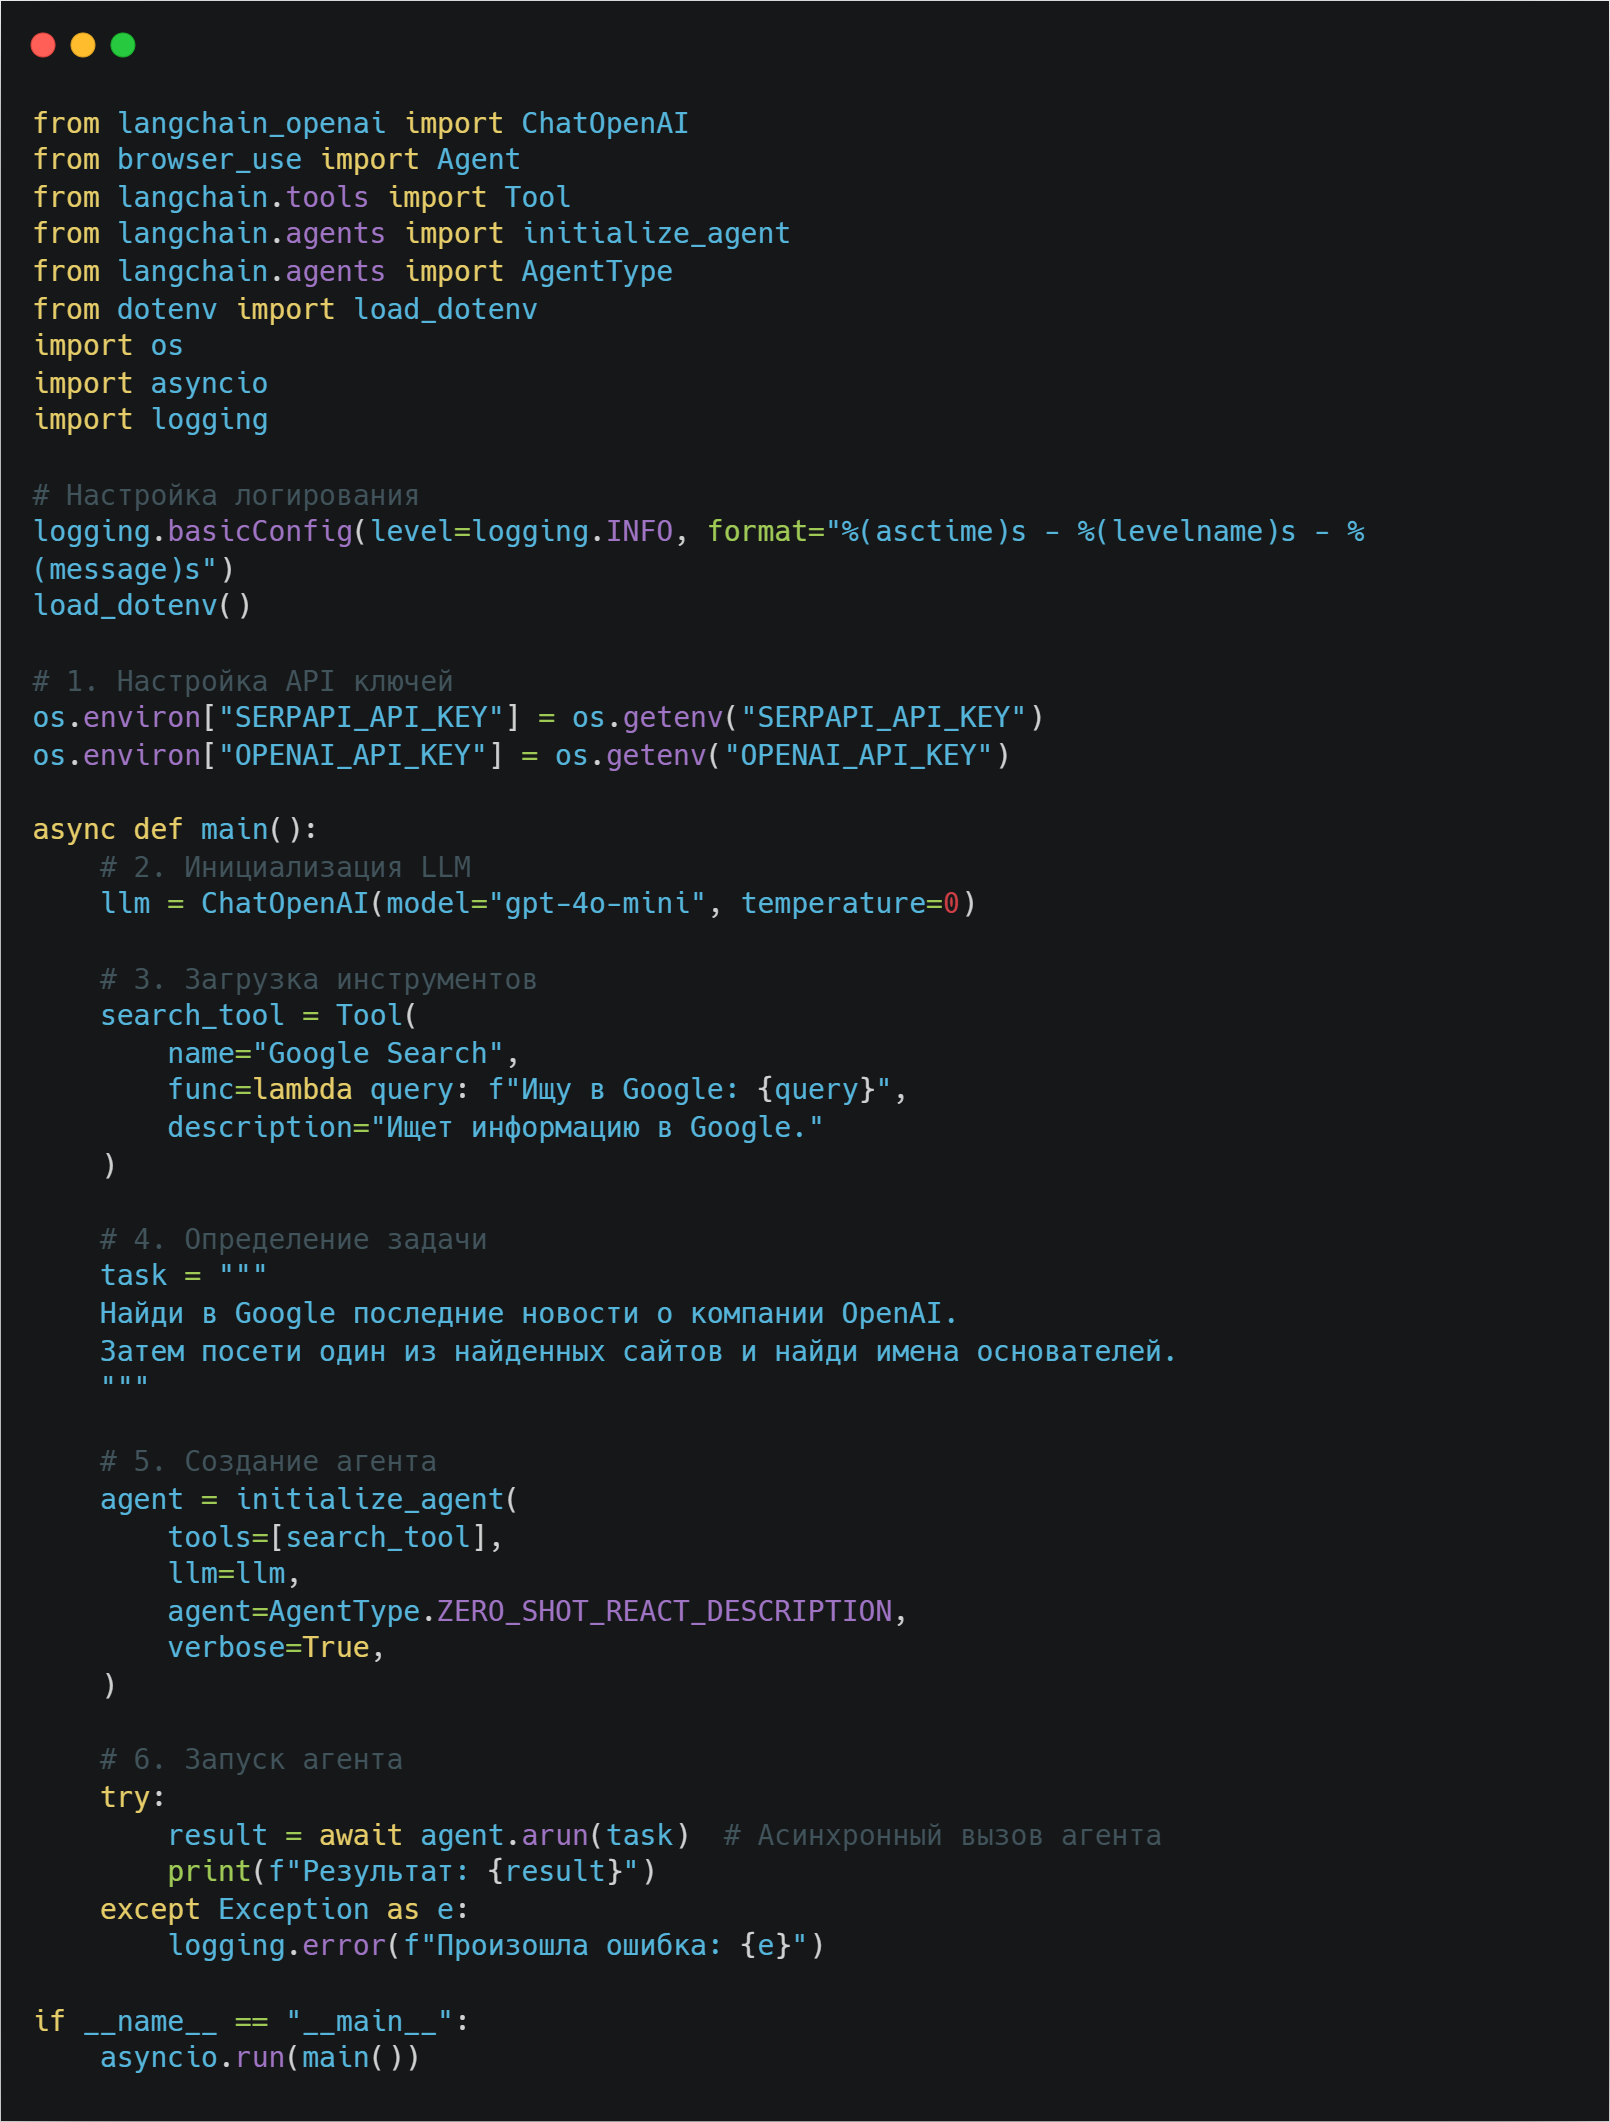 from langchain_openai import ChatOpenAI
from browser_use import Agent
from langchain.tools import Tool
from langchain.agents import initialize_agent
from langchain.agents import AgentType
from dotenv import load_dotenv
import os
import asyncio
import logging

# Настройка логирования
logging.basicConfig(level=logging.INFO, format="%(asctime)s - %(levelname)s - %
(message)s")
load_dotenv()

# 1. Настройка API ключей
os.environ["SERPAPI_API_KEY"] = os.getenv("SERPAPI_API_KEY")
os.environ["OPENAI_API_KEY"] = os.getenv("OPENAI_API_KEY")

async def main():
    # 2. Инициализация LLM
    llm = ChatOpenAI(model="gpt-4o-mini", temperature=0)

    # 3. Загрузка инструментов
    search_tool = Tool(
        name="Google Search",
        func=lambda query: f"Ищу в Google: {query}",
        description="Ищет информацию в Google."
    )

    # 4. Определение задачи
    task = """
    Найди в Google последние новости о компании OpenAI.
    Затем посети один из найденных сайтов и найди имена основателей.
    """

    # 5. Создание агента
    agent = initialize_agent(
        tools=[search_tool],
        llm=llm,
        agent=AgentType.ZERO_SHOT_REACT_DESCRIPTION,
        verbose=True,
    )

    # 6. Запуск агента
    try:
        result = await agent.arun(task)  # Асинхронный вызов агента
        print(f"Результат: {result}")
    except Exception as e:
        logging.error(f"Произошла ошибка: {e}")

if __name__ == "__main__":
    asyncio.run(main())